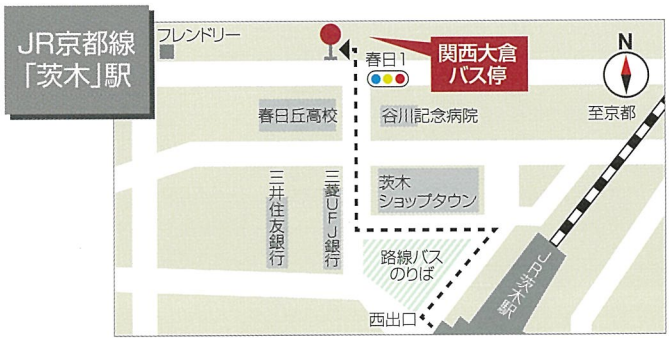 JR京都線
「茨木」駅
フレンドリー
春日1
関西大倉
バス停
N
至京都
春日丘高校
谷川記念病院
三井住友銀行
三菱UFJ銀行
茨木
ショップタウン
路線バス
のりば
JR茨木駅
西出口